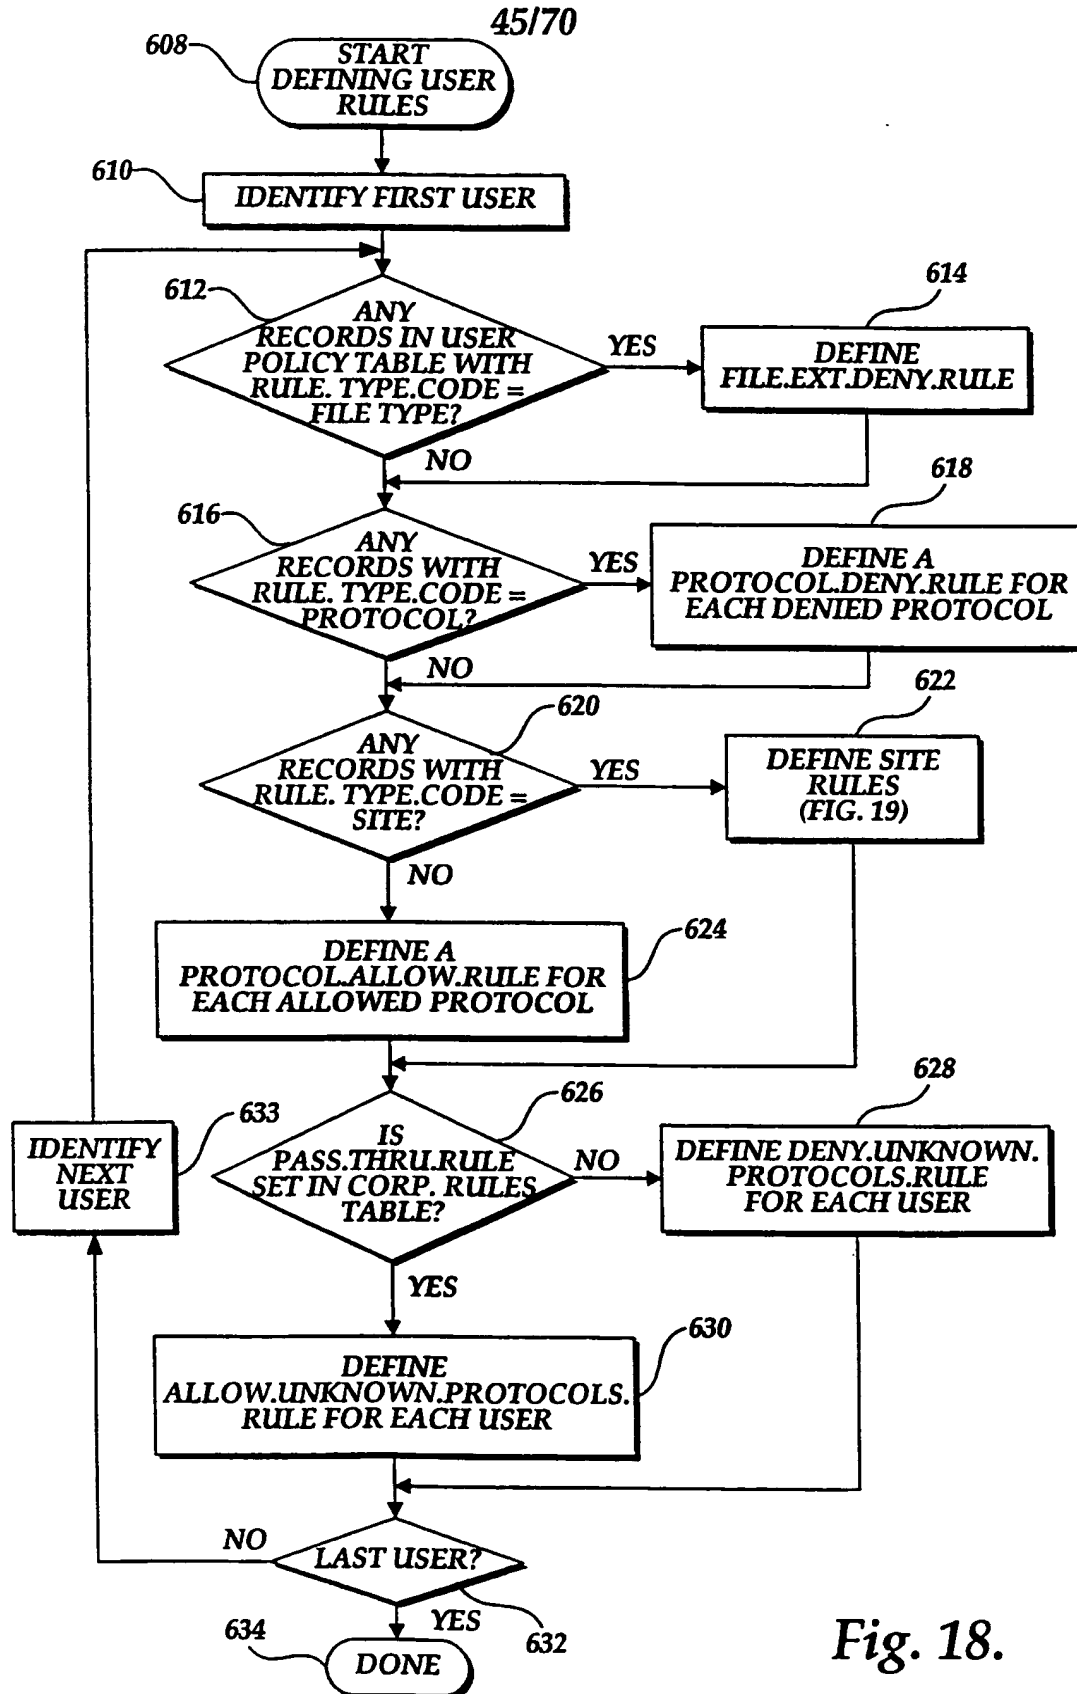 45/70
608
START
DEFINING USER
RULES
610
IDENTIFY FIRST USER
612
ANY
RECORDS IN USER
POLICY TABLE WITH
RULE. TYPE.CODE =
FILE TYPE?
YES
614
DEFINE
FILE.EXT.DENY.RULE
NO
616
ANY
RECORDS WITH
RULE. TYPE.CODE =
PROTOCOL?
YES
618
DEFINE A
PROTOCOL.DENY.RULE FOR
EACH DENIED PROTOCOL
NO
620
ANY
RECORDS WITH
RULE. TYPE.CODE =
SITE?
YES
622
DEFINE SITE
RULES
(FIG. 19)
NO
624
DEFINE A
PROTOCOL.ALLOW.RULE FOR
EACH ALLOWED PROTOCOL
626
IS
PASS.THRU.RULE
SET IN CORP. RULES
TABLE?
NO
628
DEFINE DENY.UNKNOWN.
PROTOCOLS.RULE
FOR EACH USER
633
IDENTIFY
NEXT
USER
YES
630
DEFINE
ALLOW.UNKNOWN.PROTOCOLS.
RULE FOR EACH USER
NO
LAST USER?
632
YES
634
DONE
Fig. 18.